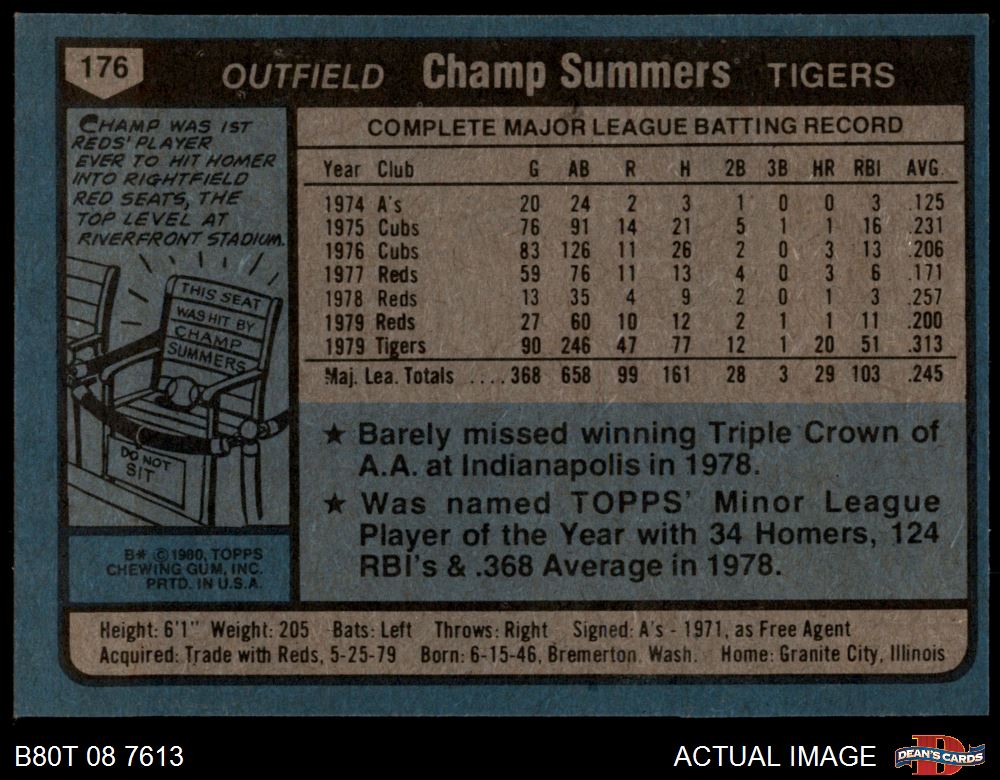 176
OUTFIELD Champ Summers TIGERS
CHAMP WAS 1ST
REDS' PLAYER
EVER TO HIT HOMER
INTO RIGHTFIELD
RED SEATS, THE
TOP LEVEL AT
RIVERFRONT STADIUM.
THIS SEAT
WAS HIT BY
CHAMP
SUMMERS
DO NOT
SIT
B* © 1980, TOPPS
CHEWING GUM, INC.
PRTD. IN U.S.A.
COMPLETE MAJOR LEAGUE BATTING RECORD
Year Club G AB R H 2B 3B HR RBI AVG.
1974 A's 20 24 2 3 1 0 0 3 .125
1975 Cubs 76 91 14 21 5 1 1 16 .231
1976 Cubs 83 126 11 26 2 0 3 13 .206
1977 Reds 59 76 11 13 4 0 3 6 .171
1978 Reds 13 35 4 9 2 0 1 3 .257
1979 Reds 27 60 10 12 2 1 1 11 .200
1979 Tigers 90 246 47 77 12 1 20 51 .313
Maj. Lea. Totals ....368 658 99 161 28 3 29 103 .245
★ Barely missed winning Triple Crown of
A.A. at Indianapolis in 1978.
★ Was named TOPPS' Minor League
Player of the Year with 34 Homers, 124
RBI's & .368 Average in 1978.
Height: 6'1" Weight: 205 Bats: Left Throws: Right Signed: A's - 1971, as Free Agent
Acquired: Trade with Reds, 5-25-79 Born: 6-15-46, Bremerton, Wash. Home: Granite City, Illinois
B80T 08 7613
ACTUAL IMAGE
D
DEAN'S CARDS